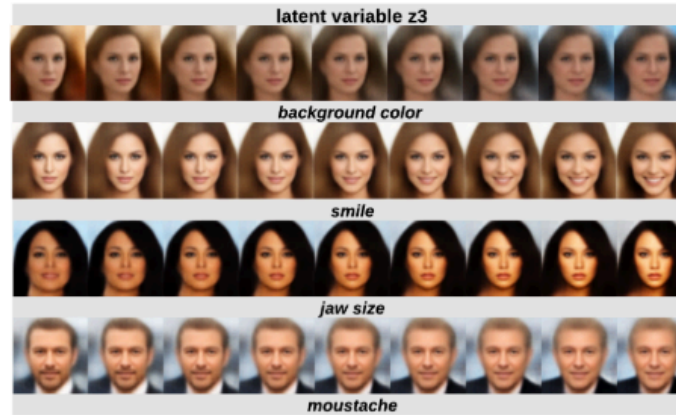 latent variable z3
background color
smile
jaw size
moustache